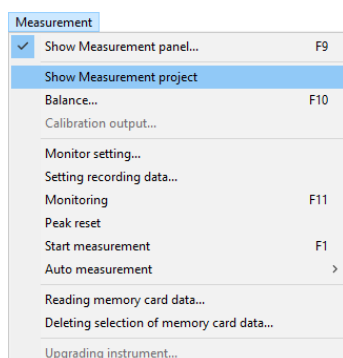 Measurement
Show Measurement panel... F9
Show Measurement project
Balance... F10
Calibration output...
Monitor setting...
Setting recording data...
Monitoring F11
Peak reset
Start measurement F1
Auto measurement
Reading memory card data...
Deleting selection of memory card data...
Upgrading instrument...